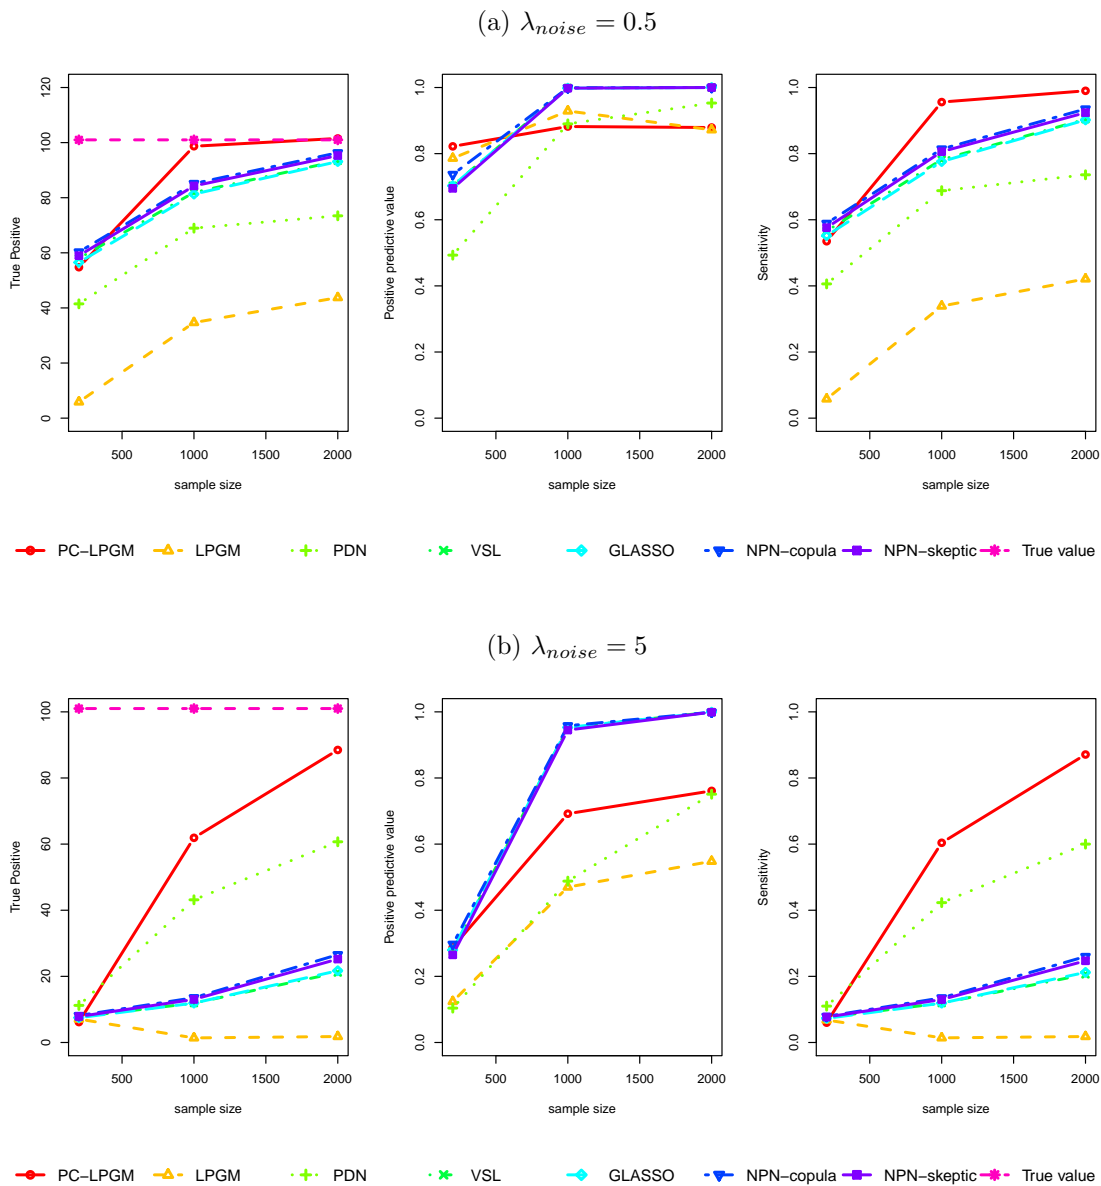 (a) λnoise = 0.5
True Positive
0 20 40 60 80 100 120
500 1000 1500 2000
sample size
Positive predictive value
0.0 0.2 0.4 0.6 0.8 1.0
500 1000 1500 2000
sample size
Sensitivity
0.0 0.2 0.4 0.6 0.8 1.0
500 1000 1500 2000
sample size
PC−LPGM LPGM PDN VSL GLASSO NPN−copula NPN−skeptic True value
(b) λnoise = 5
True Positive
0 20 40 60 80 100
500 1000 1500 2000
sample size
Positive predictive value
0.0 0.2 0.4 0.6 0.8 1.0
500 1000 1500 2000
sample size
Sensitivity
0.0 0.2 0.4 0.6 0.8 1.0
500 1000 1500 2000
sample size
PC−LPGM LPGM PDN VSL GLASSO NPN−copula NPN−skeptic True value